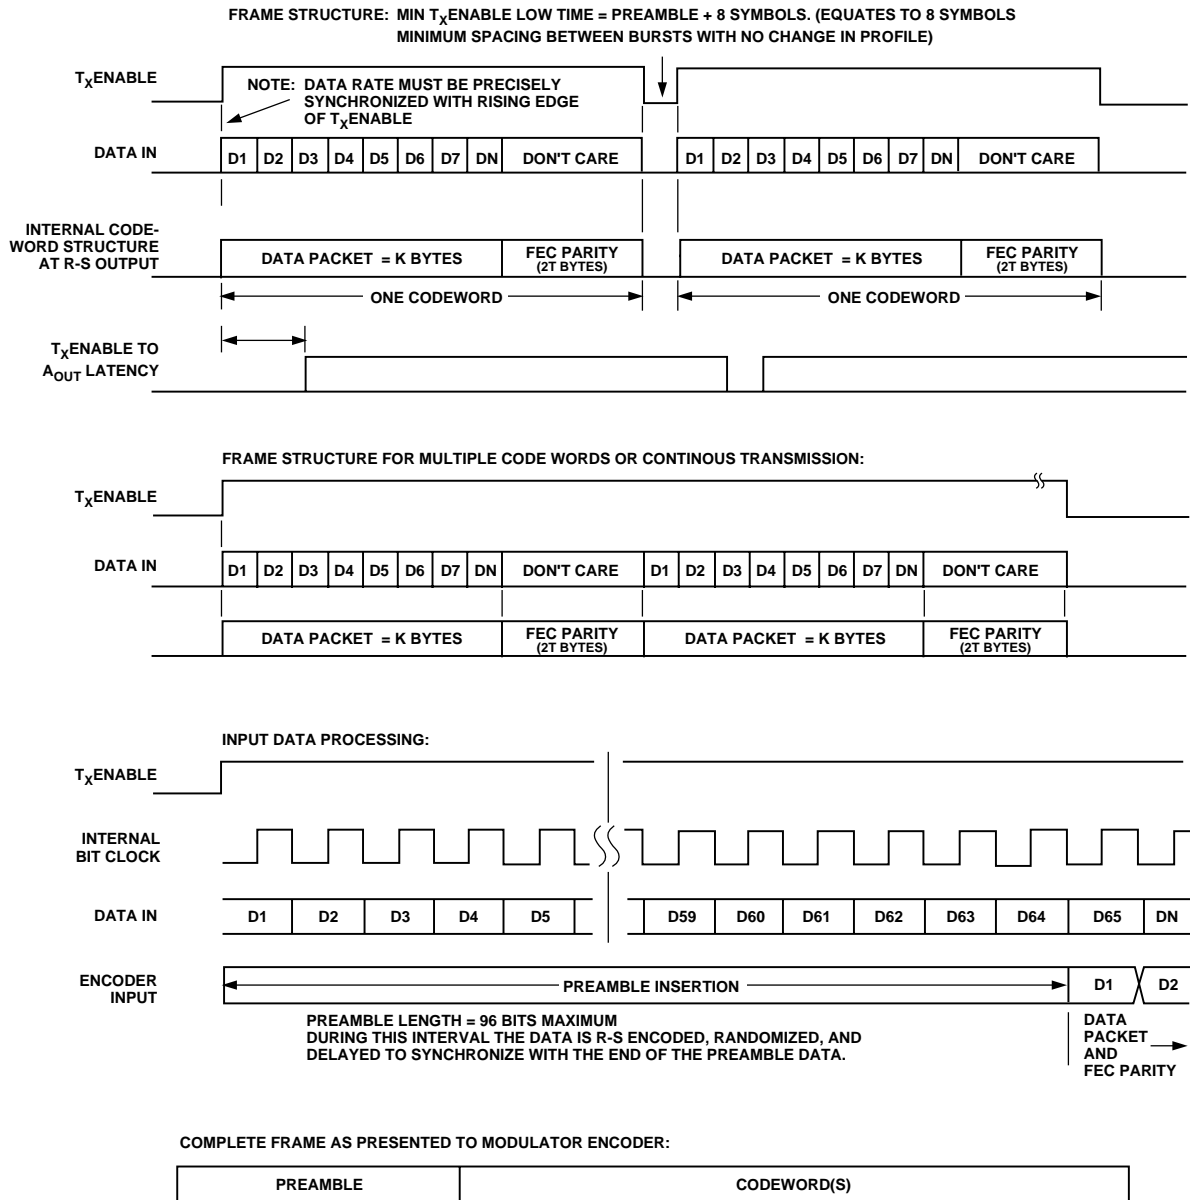 FRAME STRUCTURE: MIN TXENABLE LOW TIME = PREAMBLE + 8 SYMBOLS. (EQUATES TO 8 SYMBOLS
MINIMUM SPACING BETWEEN BURSTS WITH NO CHANGE IN PROFILE)
TXENABLE
NOTE: DATA RATE MUST BE PRECISELY
SYNCHRONIZED WITH RISING EDGE
OF TXENABLE
DATA IN
D1 D2 D3 D4 D5 D6 D7 DN DON'T CARE D1 D2 D3 D4 D5 D6 D7 DN DON'T CARE
INTERNAL CODE-
WORD STRUCTURE
AT R-S OUTPUT
DATA PACKET = K BYTES FEC PARITY (2T BYTES) DATA PACKET = K BYTES FEC PARITY (2T BYTES)
ONE CODEWORD ONE CODEWORD
TXENABLE TO
AOUT LATENCY
FRAME STRUCTURE FOR MULTIPLE CODE WORDS OR CONTINOUS TRANSMISSION:
TXENABLE
DATA IN
D1 D2 D3 D4 D5 D6 D7 DN DON'T CARE D1 D2 D3 D4 D5 D6 D7 DN DON'T CARE
DATA PACKET = K BYTES FEC PARITY (2T BYTES) DATA PACKET = K BYTES FEC PARITY (2T BYTES)
INPUT DATA PROCESSING:
TXENABLE
INTERNAL
BIT CLOCK
DATA IN
D1 D2 D3 D4 D5 D59 D60 D61 D62 D63 D64 D65 DN
ENCODER
INPUT
PREAMBLE INSERTION D1 D2
PREAMBLE LENGTH = 96 BITS MAXIMUM
DURING THIS INTERVAL THE DATA IS R-S ENCODED, RANDOMIZED, AND
DELAYED TO SYNCHRONIZE WITH THE END OF THE PREAMBLE DATA.
DATA
PACKET
AND
FEC PARITY
COMPLETE FRAME AS PRESENTED TO MODULATOR ENCODER:
PREAMBLE CODEWORD(S)